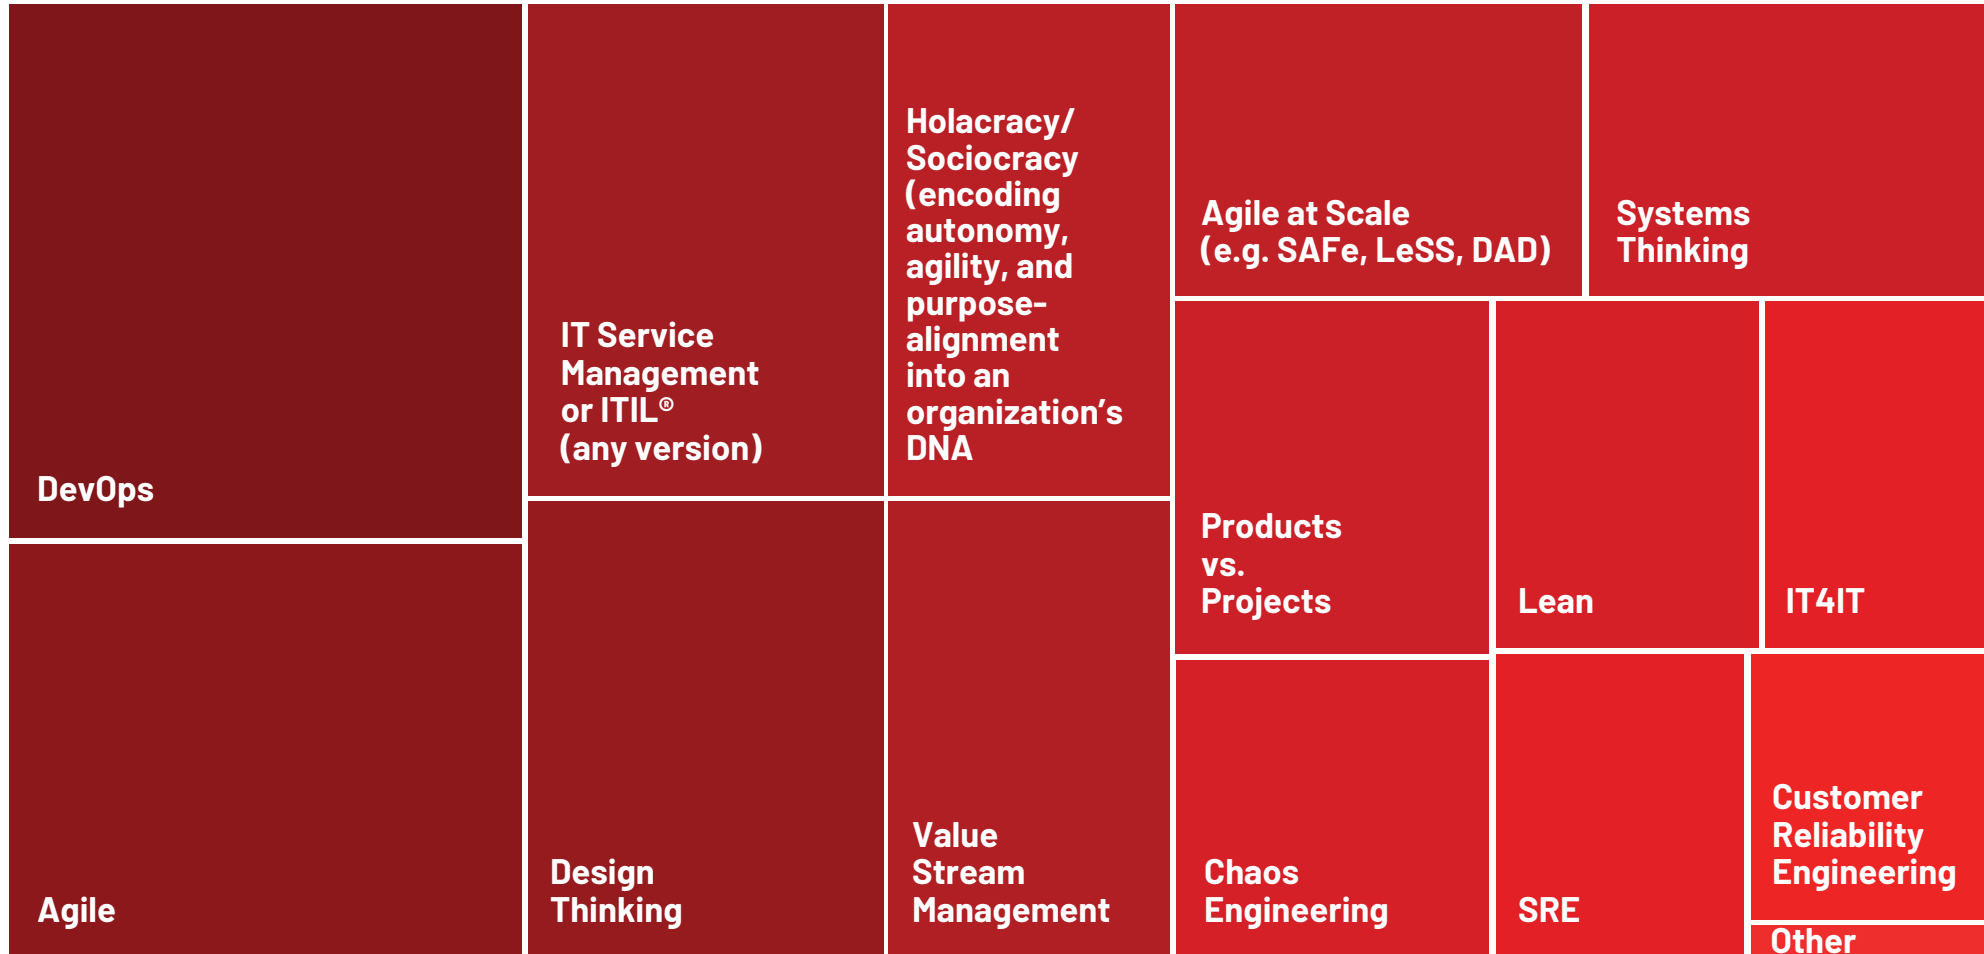 DevOps
Agile
IT Service
Management
or ITIL®
(any version)
Design
Thinking
Holacracy/
Sociocracy
(encoding
autonomy,
agility, and
purpose-
alignment
into an
organization’s
DNA
Value
Stream
Management
Agile at Scale
(e.g. SAFe, LeSS, DAD)
Systems
Thinking
Products
vs.
Projects
Lean
IT4IT
Chaos
Engineering
SRE
Customer
Reliability
Engineering
Other